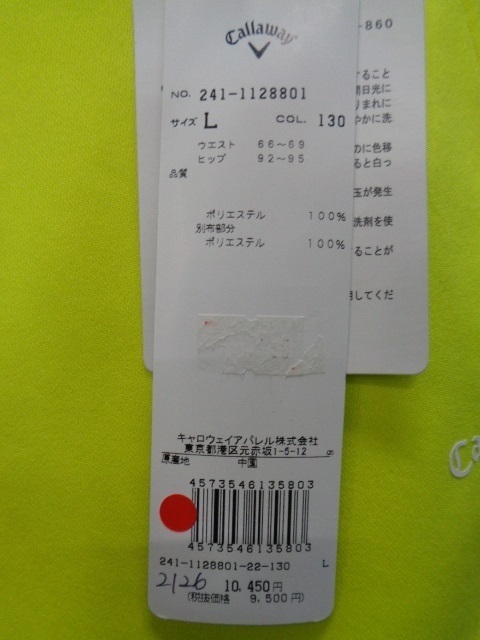 Callaway
-860
NO. 241-1128801
サイズ L COL. 130
ウエスト 66～69
ヒップ 92～95
品質
ポリエステル 100%
別布部分
ポリエステル 100%
すること
やかに洗
のに色移
ると白っ
玉が発生
洗剤を使
ることが
してくだ
キャロウェイアパレル株式会社
東京都港区元赤坂1-5-12
原産地 中国
4573546135803
4573546135803
241-1128801-22-130 L
2126
10,450円
(税抜価格 9,500円)
Ca